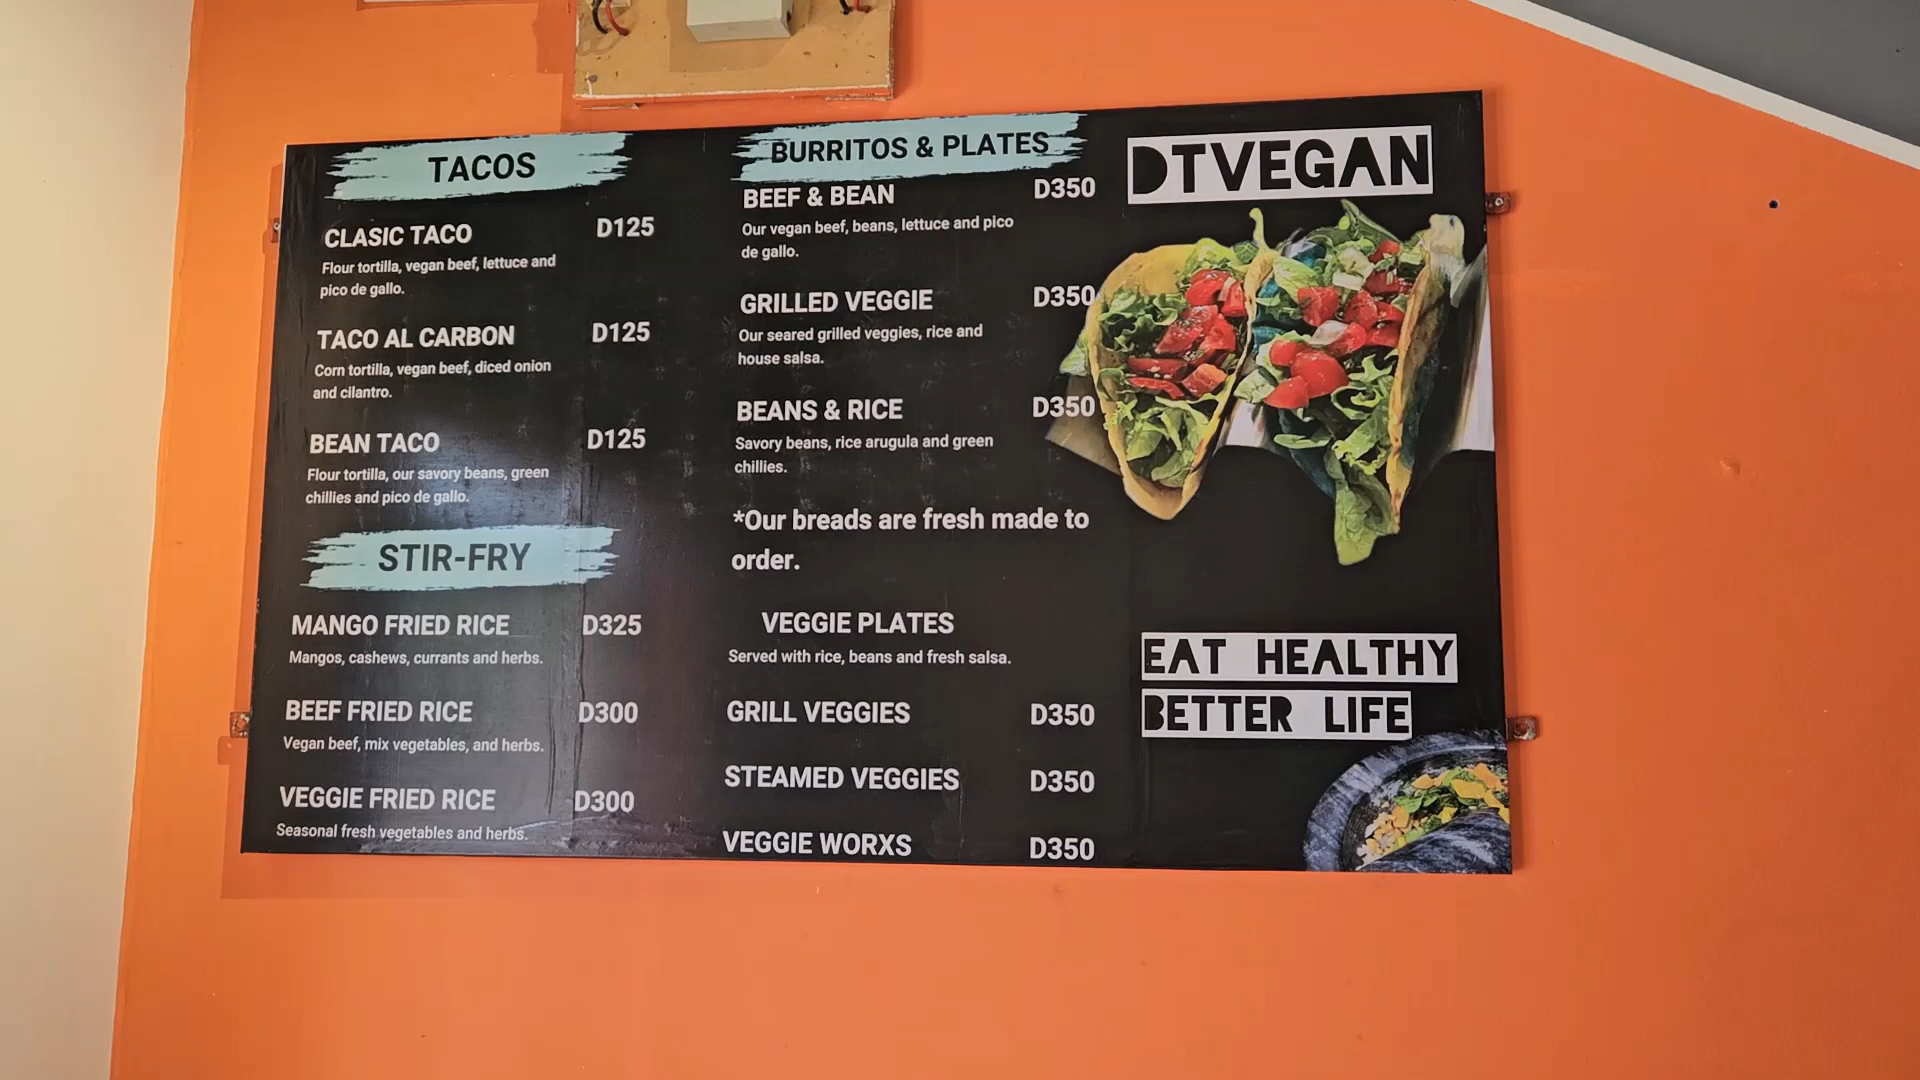 TACOS
CLASIC TACO D125
Flour tortilla, vegan beef, lettuce and
pico de gallo.
TACO AL CARBON D125
Corn tortilla, vegan beef, diced onion
and cilantro.
BEAN TACO D125
Flour tortilla, our savory beans, green
chillies and pico de gallo.
STIR-FRY
MANGO FRIED RICE D325
Mangos, cashews, currants and herbs.
BEEF FRIED RICE D300
Vegan beef, mix vegetables, and herbs.
VEGGIE FRIED RICE D300
Seasonal fresh vegetables and herbs.
BURRITOS & PLATES
BEEF & BEAN D350
Our vegan beef, beans, lettuce and pico
de gallo.
GRILLED VEGGIE D350
Our seared grilled veggies, rice and
house salsa.
BEANS & RICE D350
Savory beans, rice arugula and green
chillies.
*Our breads are fresh made to
order.
VEGGIE PLATES
Served with rice, beans and fresh salsa.
GRILL VEGGIES D350
STEAMED VEGGIES D350
VEGGIE WORXS D350
DTVEGAN
EAT HEALTHY
BETTER LIFE